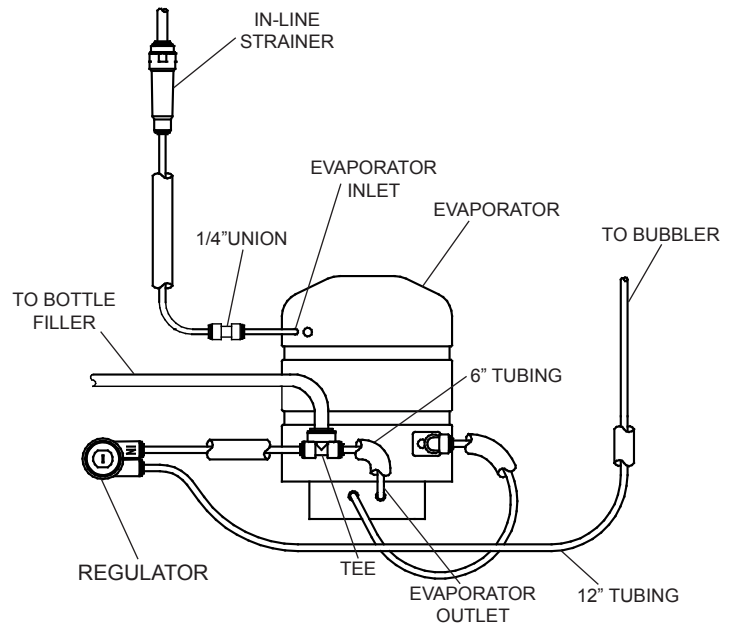 IN-LINE
STRAINER
EVAPORATOR
INLET
EVAPORATOR
1/4”UNION
TO BUBBLER
TO BOTTLE
FILLER
6” TUBING
IN
REGULATOR
TEE
EVAPORATOR
OUTLET
12” TUBING